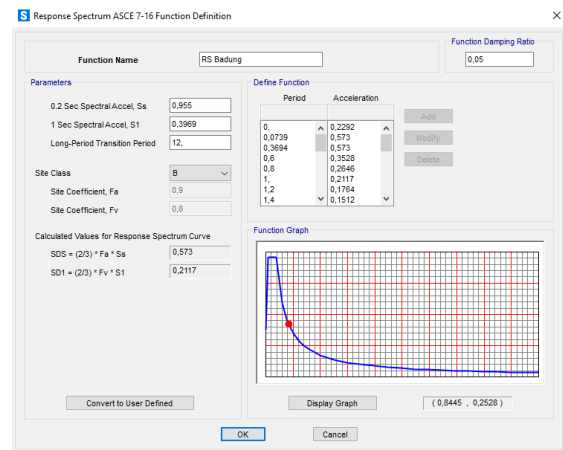 Response Spectrum ASCE 7-16 Function Definition
Function Damping Ratio
Function Name
RS Badung
0,05
Parameters
0.2 Sec Spectral Accel, Ss
0,955
1 Sec Spectral Accel, S1
0,3969
Long-Period Transition Period
12,
Site Class
B
Site Coefficient, Fa
0,9
Site Coefficient, Fv
0,8
Calculated Values for Response Spectrum Curve
SDS = (2/3) * Fa * Ss
0,573
SD1 = (2/3) * Fv * S1
0,2117
Convert to User Defined
Define Function
Period Acceleration
0, 0,2292
0,0739 0,573
0,3694 0,573
0,6 0,3528
0,8 0,2646
1, 0,2117
1,2 0,1764
1,4 0,1512
Add
Modify
Delete
Function Graph
Display Graph
( 0,8445 , 0,2528 )
OK
Cancel